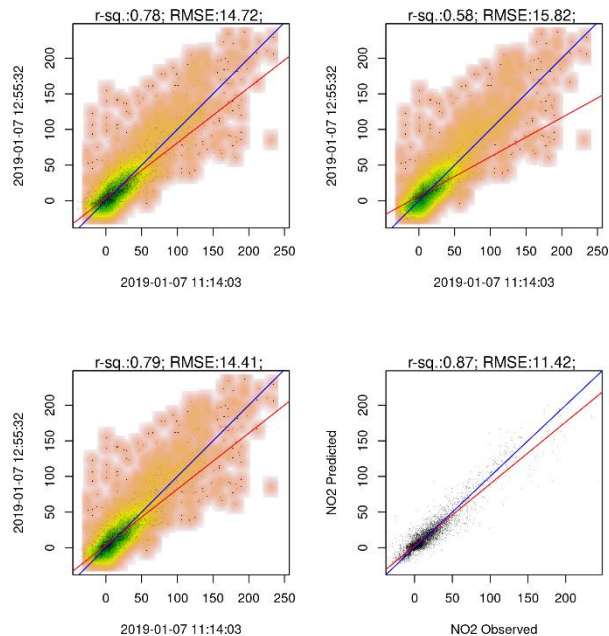 r-sq.:0.78; RMSE:14.72;
2019-01-07 12:55:32
0 50 100 150 200
0 50 100 150 200 250
2019-01-07 11:14:03
r-sq.:0.58; RMSE:15.82;
2019-01-07 12:55:32
0 50 100 150 200
0 50 100 150 200 250
2019-01-07 11:14:03
r-sq.:0.79; RMSE:14.41;
2019-01-07 12:55:32
0 50 100 150 200
0 50 100 150 200 250
2019-01-07 11:14:03
r-sq.:0.87; RMSE:11.42;
NO2 Predicted
0 50 100 150 200
0 50 100 150 200
NO2 Observed